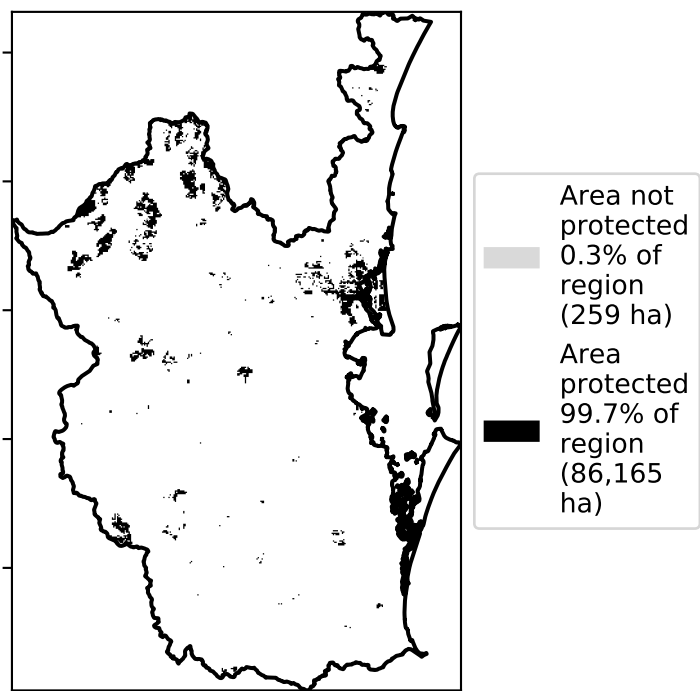 Area not
protected
0.3% of
region
(259 ha)
Area
protected
99.7% of
region
(86,165
ha)